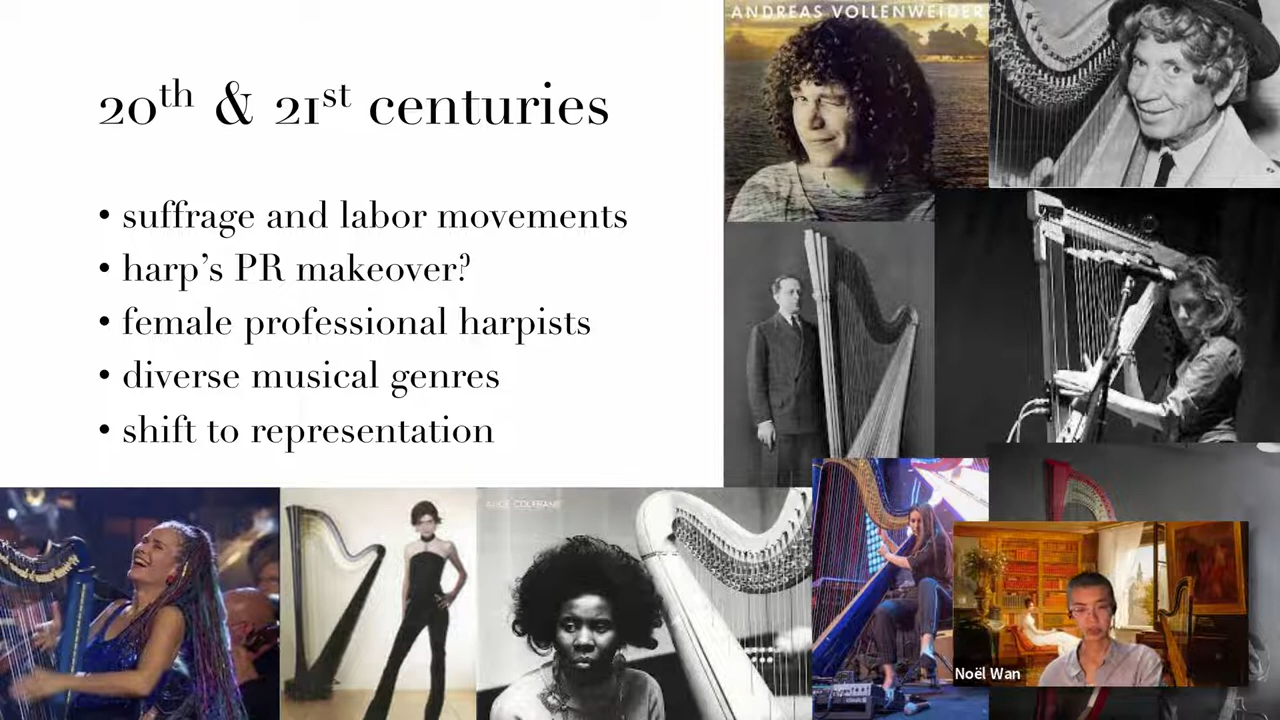 20th & 21st centuries
• suffrage and labor movements
• harp's PR makeover?
• female professional harpists
• diverse musical genres
• shift to representation
ANDREAS VOLLENWEIDER
ALICE COLTRANE
Noël Wan